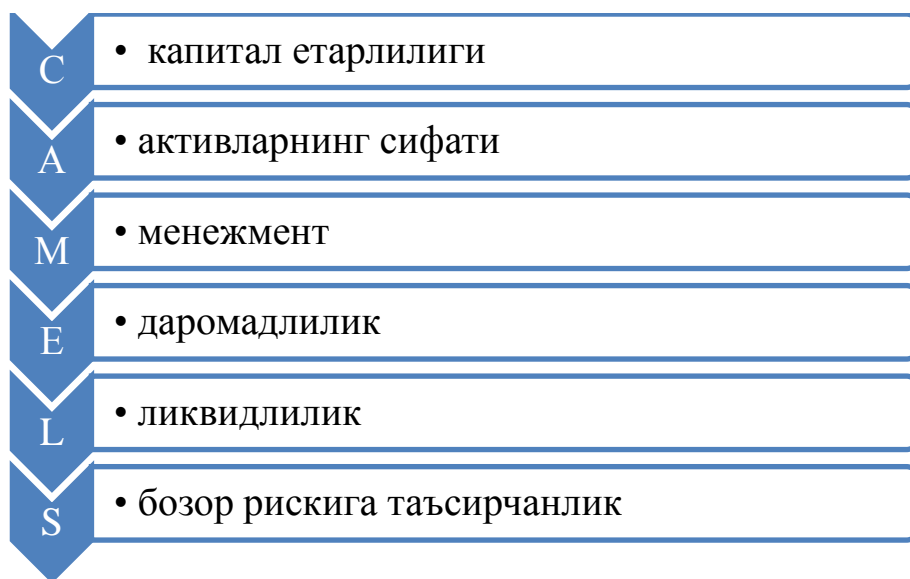 C • капитал етарлилиги
A • активларнинг сифати
M • менежмент
E • даромадлилик
L • ликвидлилик
S • бозор рискига таъсирчанлик